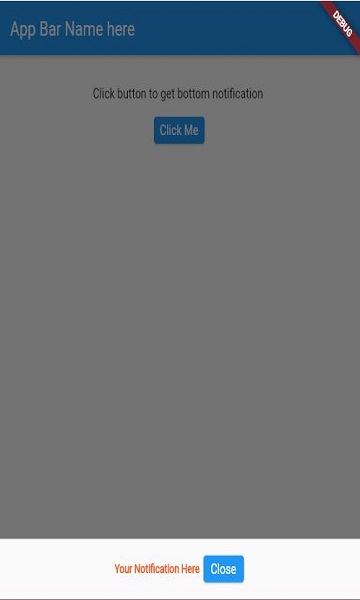 App Bar Name here
DEBUG
Click button to get bottom notification
Click Me
Your Notification Here Close